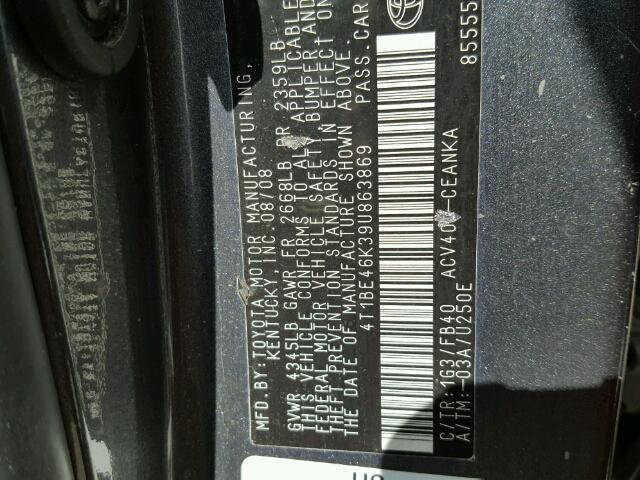 MFD. BY: TOYOTA MOTOR MANUFACTURING,
KENTUCKY, INC. 08/08
GVWR 4345LB GAWR FR 2668LB RR 2359LB
THIS VEHICLE CONFORMS TO ALL APPLICABLE
FEDERAL MOTOR VEHICLE SAFETY, BUMPER AND
THEFT PREVENTION STANDARDS IN EFFECT ON
THE DATE OF MANUFACTURE SHOWN ABOVE.
4T1BE46K39U863869 PASS. CAR
C/TR: 1G3/FB40 ACV40 -CEANKA
A/TM: -03A/U250E
85555